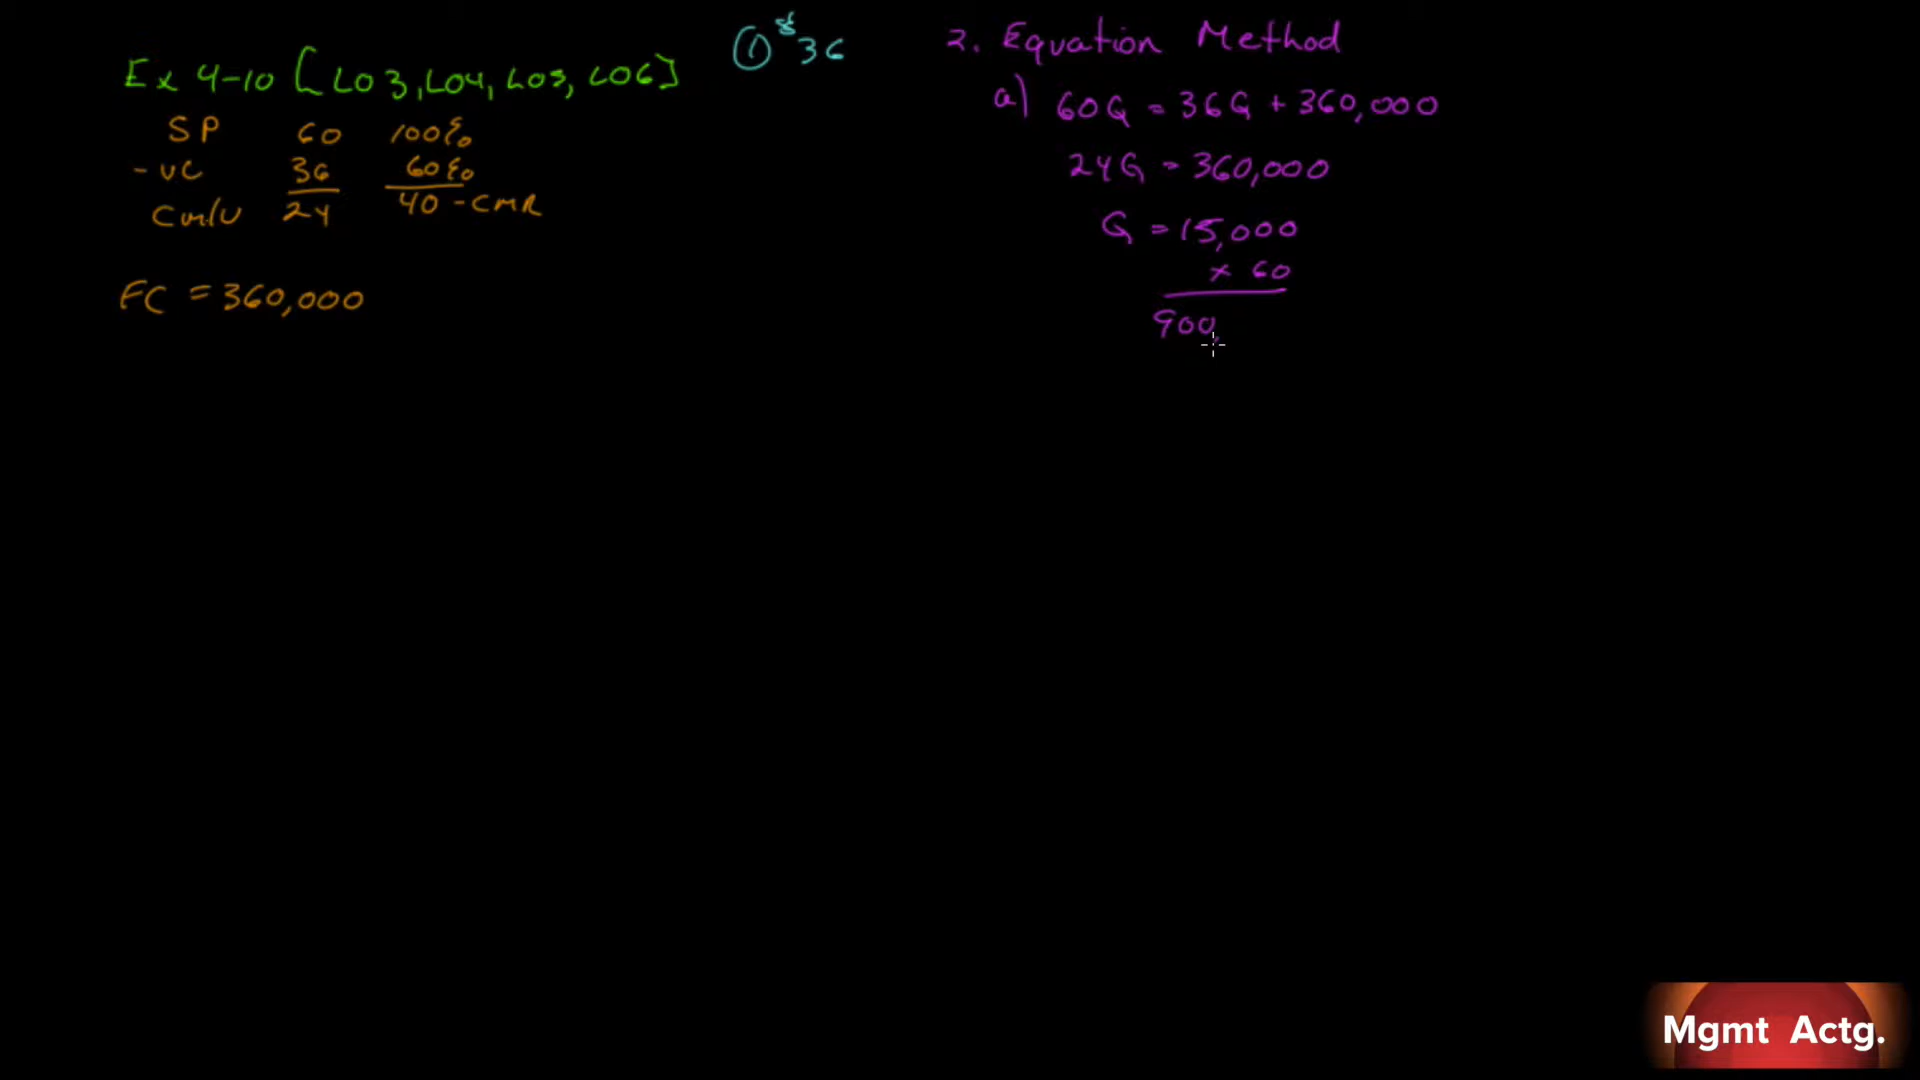 Ex 4-10 [LO3, LO4, LO5, LO6]
SP 60 100%
- VC 36 60%
Cm/U 24 40 - CMR
FC = 360,000
① $36
2. Equation Method
a) 60Q = 36Q + 360,000
24Q = 360,000
Q = 15,000
x 60
900,
Mgmt Actg.